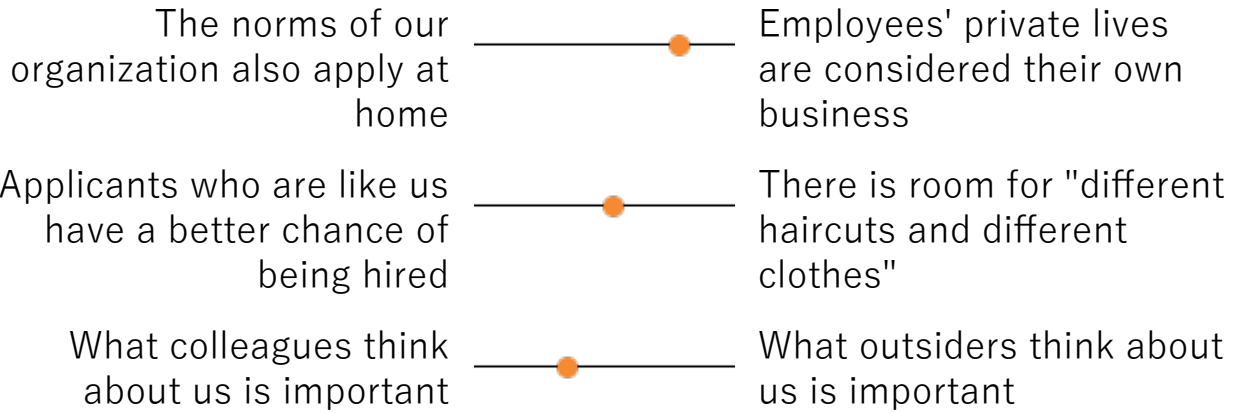 The norms of our
organization also apply at
home
Employees' private lives
are considered their own
business
Applicants who are like us
have a better chance of
being hired
There is room for "different
haircuts and different
clothes"
What colleagues think
about us is important
What outsiders think about
us is important